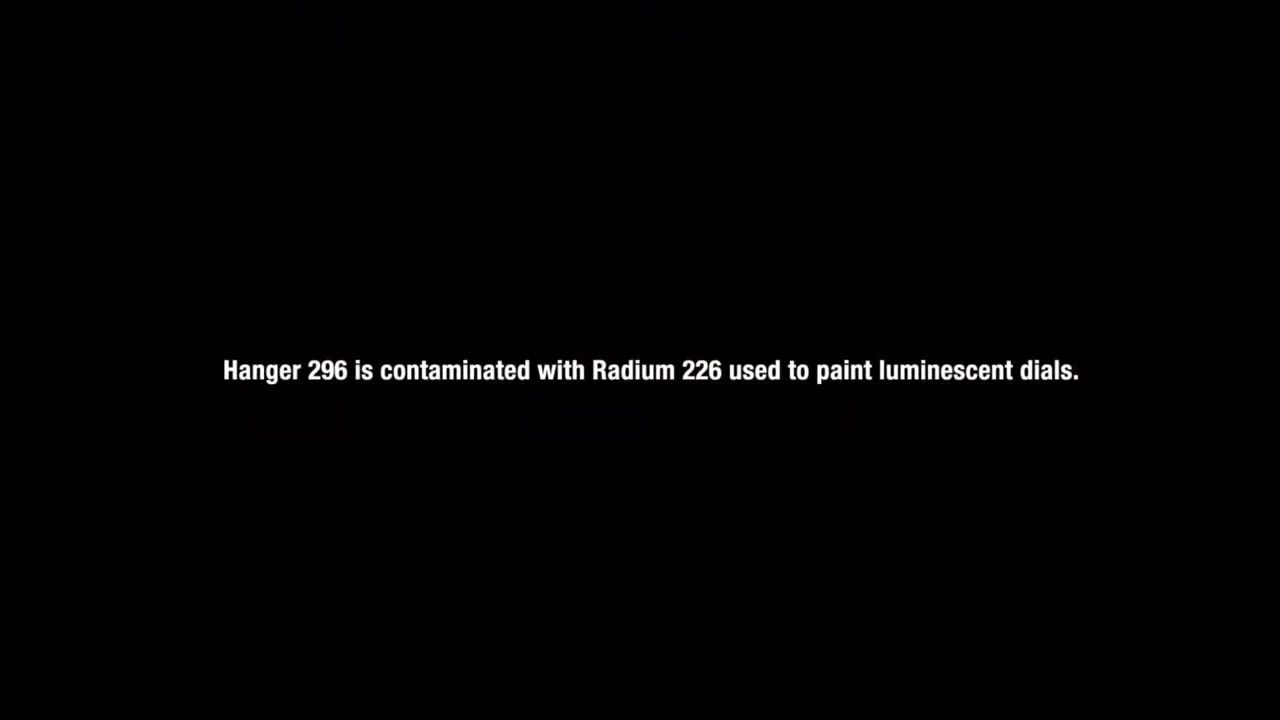 Hanger 296 is contaminated with Radium 226 used to paint luminescent dials.